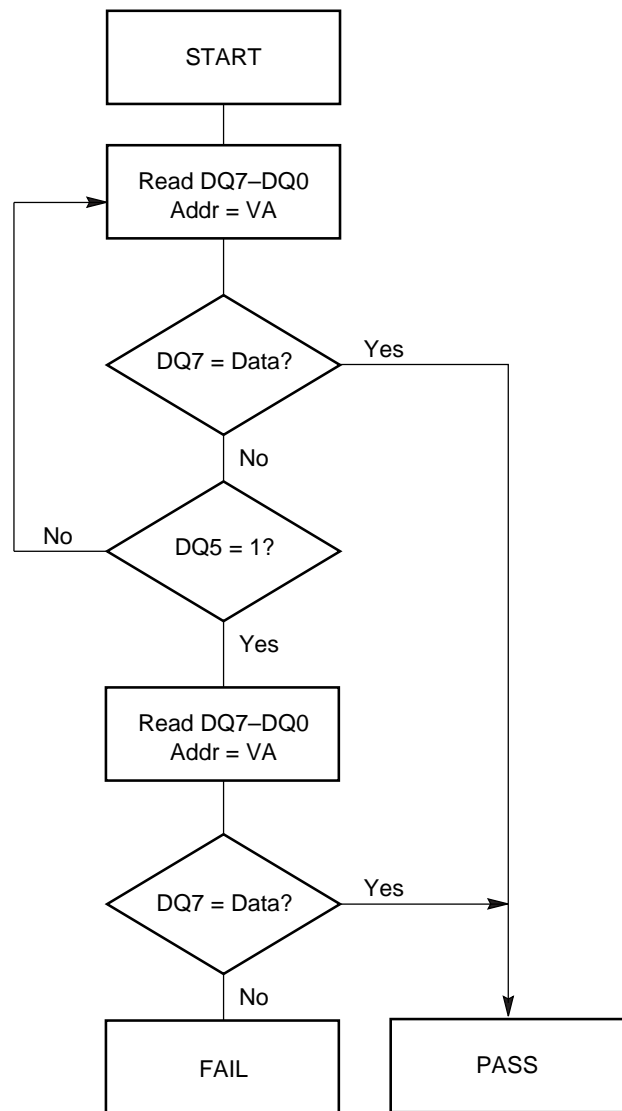 START
Read DQ7–DQ0
Addr = VA
DQ7 = Data?
Yes
No
No
DQ5 = 1?
Yes
Read DQ7–DQ0
Addr = VA
DQ7 = Data?
Yes
No
FAIL
PASS